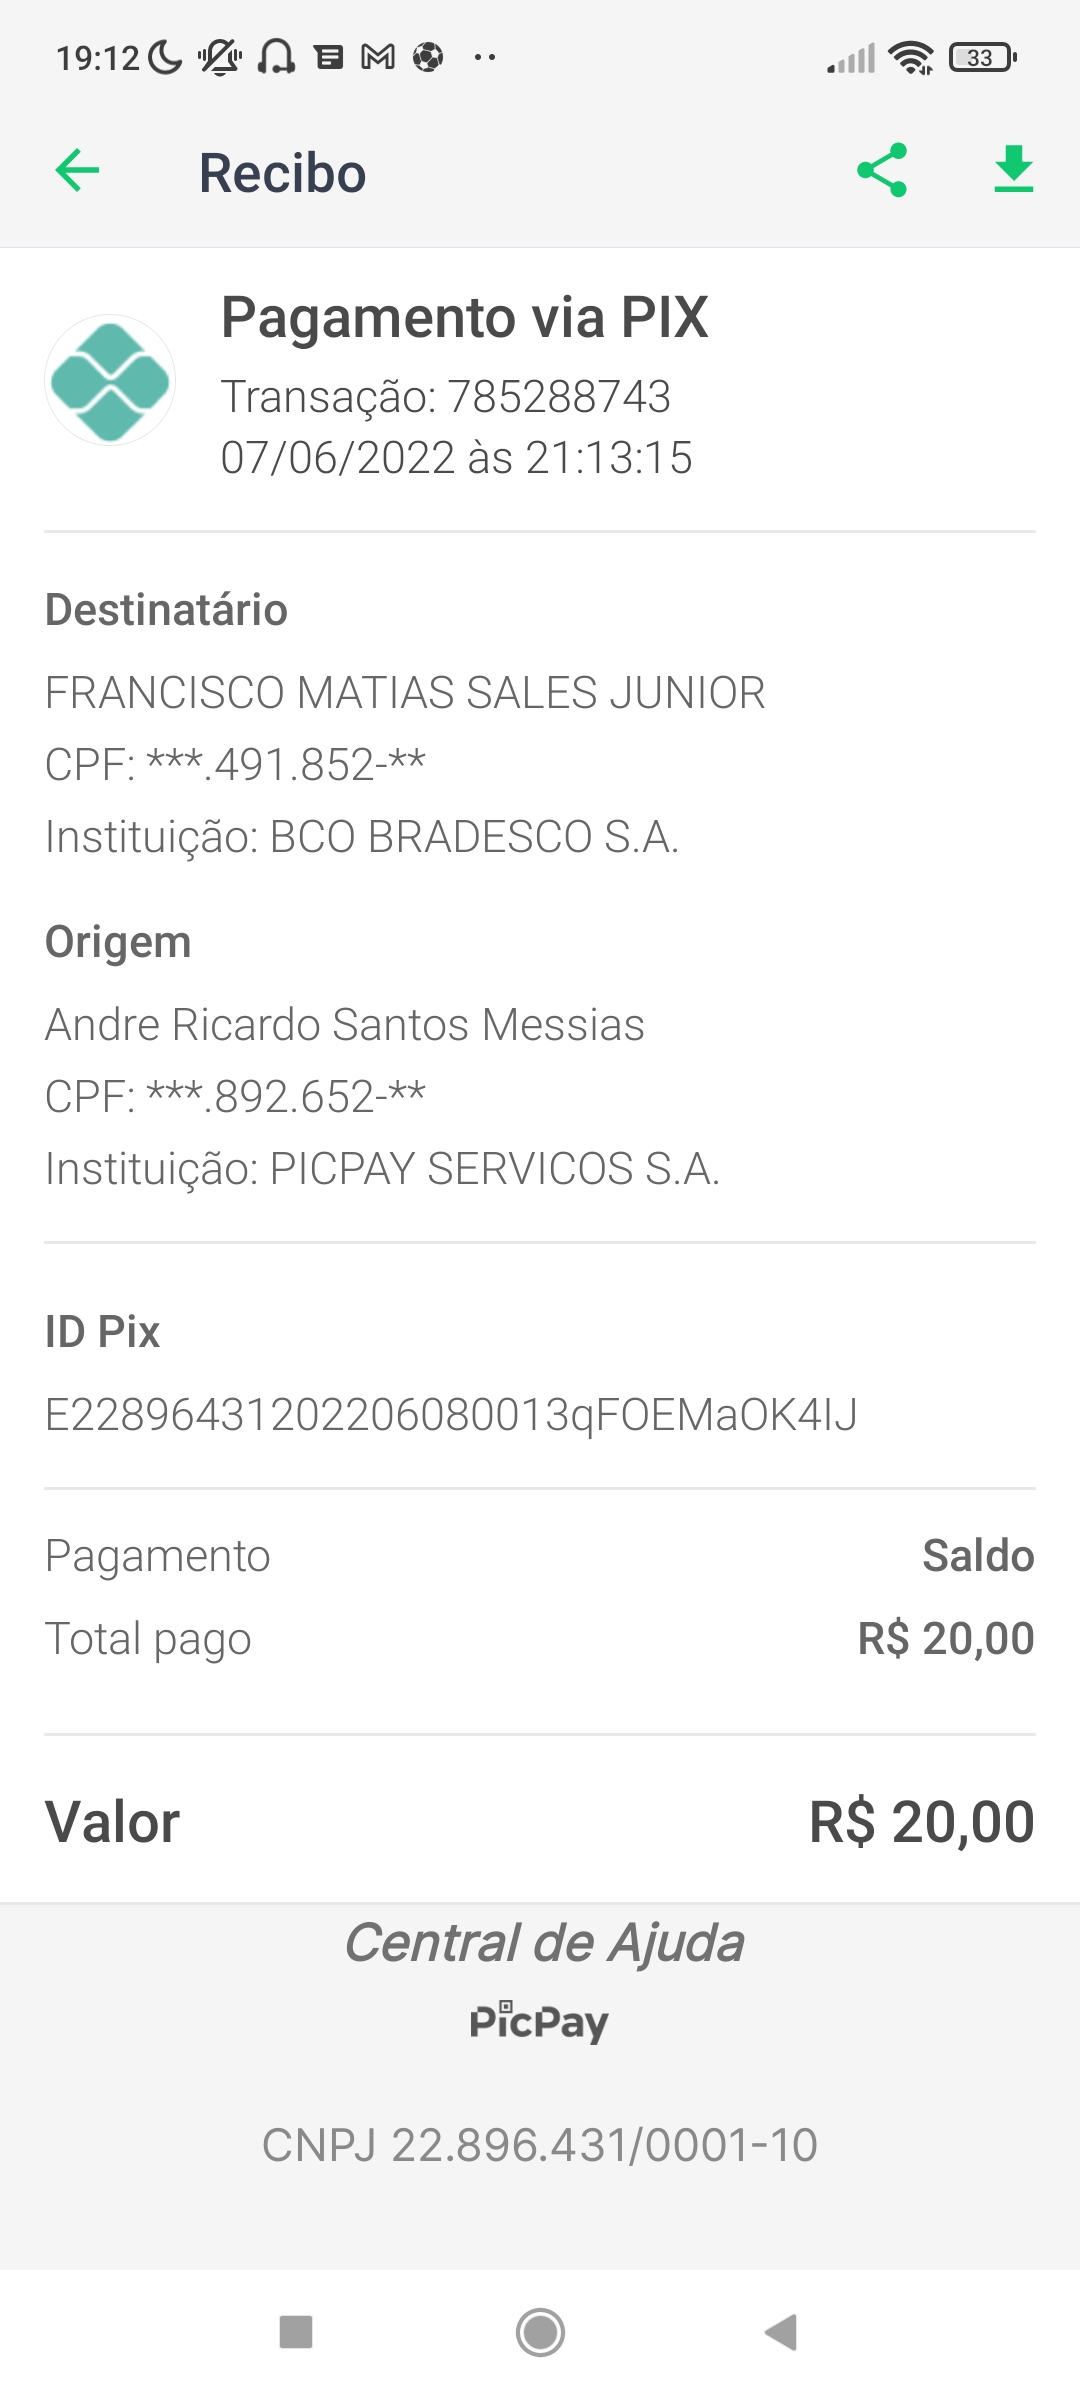 19:12
33
Recibo
Pagamento via PIX
Transação: 785288743
07/06/2022 às 21:13:15
Destinatário
FRANCISCO MATIAS SALES JUNIOR
CPF: ***.491.852-**
Instituição: BCO BRADESCO S.A.
Origem
Andre Ricardo Santos Messias
CPF: ***.892.652-**
Instituição: PICPAY SERVICOS S.A.
ID Pix
E22896431202206080013qFOEMaOK4IJ
Pagamento Saldo
Total pago R$ 20,00
Valor R$ 20,00
Central de Ajuda
PicPay
CNPJ 22.896.431/0001-10